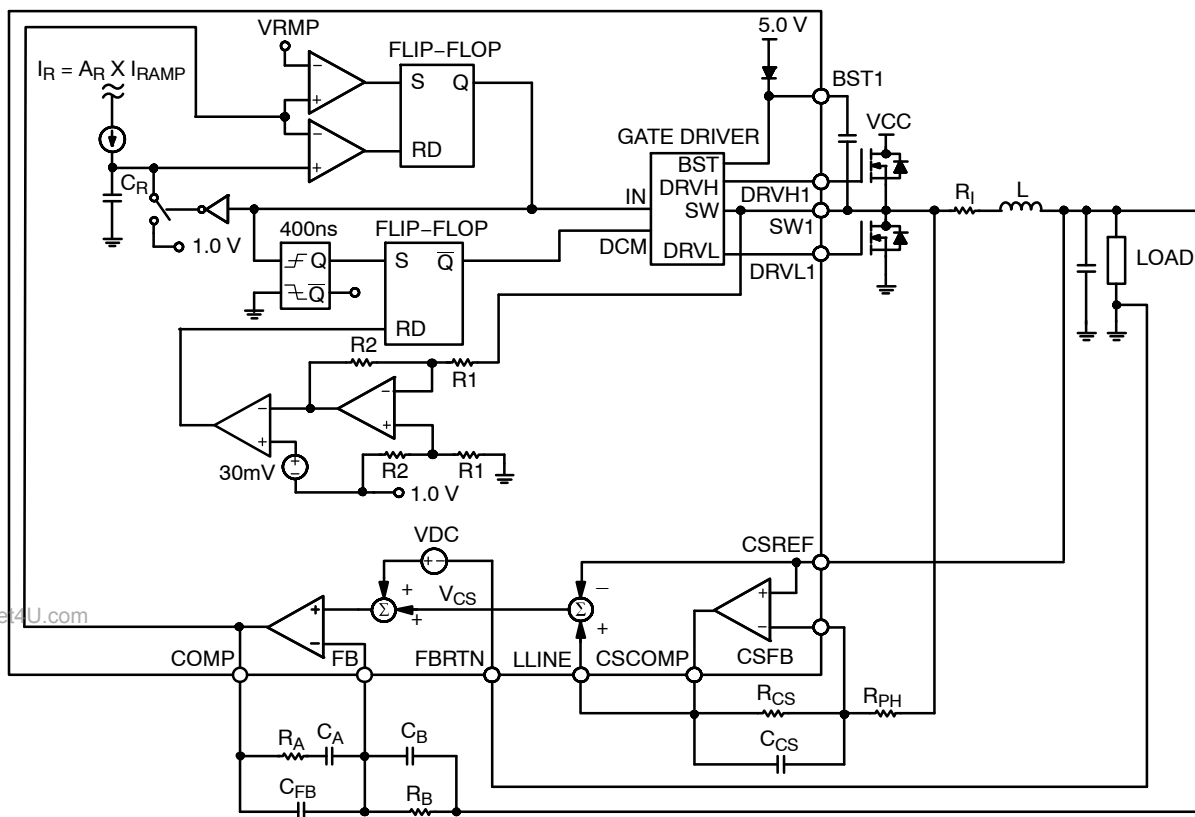 5.0 V
VRMP
FLIP–FLOP
I_R = A_R X I_RAMP
S Q
BST1
VCC
RD
GATE DRIVER
BST
DRVH
C_R
IN
DRVH1
R_I
L
SW
SW1
1.0 V
400ns
FLIP–FLOP
DCM
DRVL
DRVL1
LOAD
Q
S Q
Q
RD
R2
R1
R2
R1
30mV
1.0 V
VDC
CSREF
V_CS
et4U.com
Σ
Σ
COMP
FB
FBRTN
LLINE
CSCOMP
CSFB
R_CS
R_PH
C_CS
R_A
C_A
C_B
C_FB
R_B